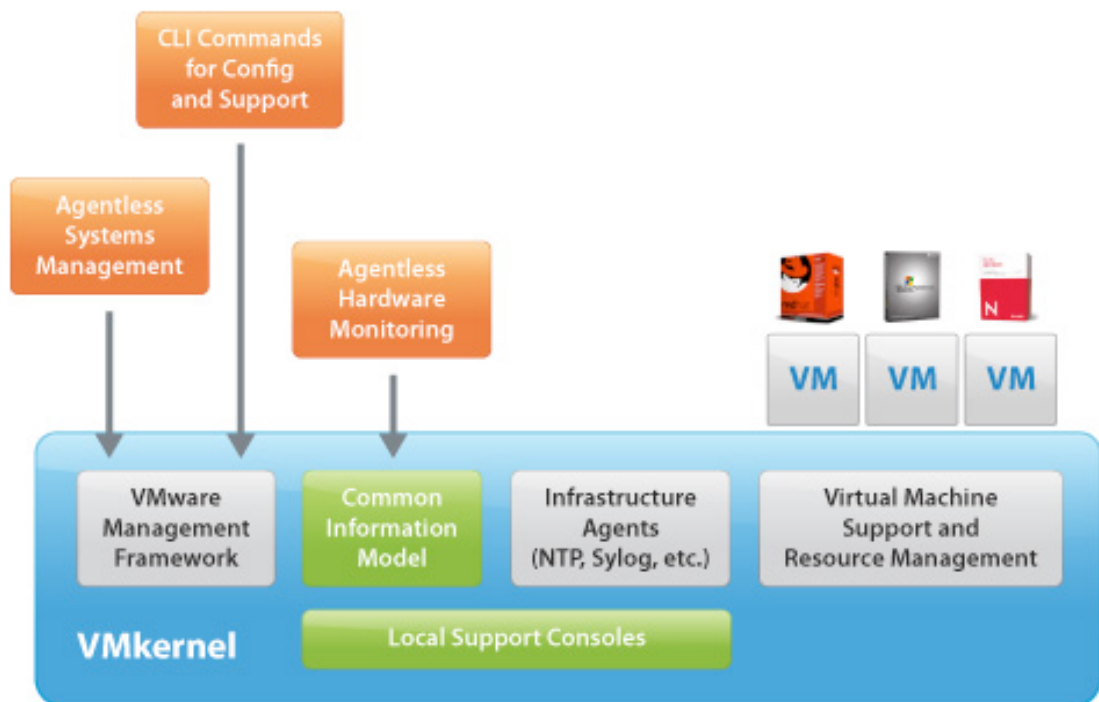 CLI Commands
for Config
and Support
Agentless
Systems
Management
Agentless
Hardware
Monitoring
N
VM
VM
VM
VMware
Management
Framework
Common
Information
Model
Infrastructure
Agents
(NTP, Sylog, etc.)
Virtual Machine
Support and
Resource Management
VMkernel
Local Support Consoles